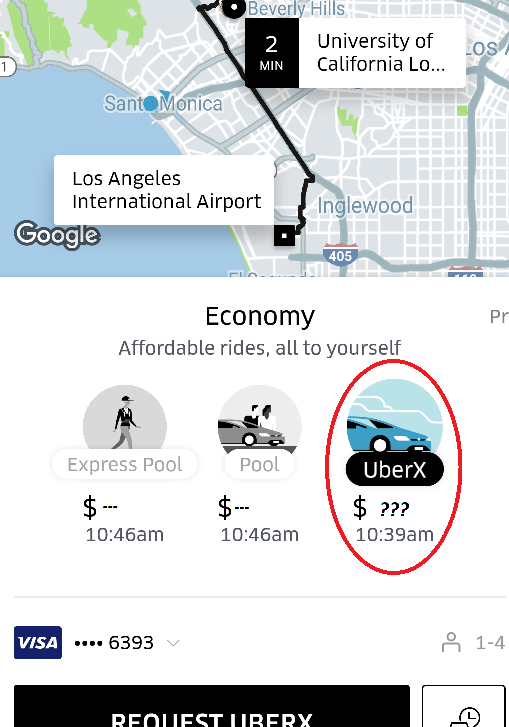 Beverly Hills
2
MIN
University of
California Lo...
Los A
1
Santa Monica
Los Angeles
International Airport
Inglewood
Google
405
El Segundo
110
Economy
Pr
Affordable rides, all to yourself
Express Pool
Pool
UberX
$ ---
$ ---
$ ???
10:46am
10:46am
10:39am
VISA •••• 6393
1-4
REQUEST UBERX